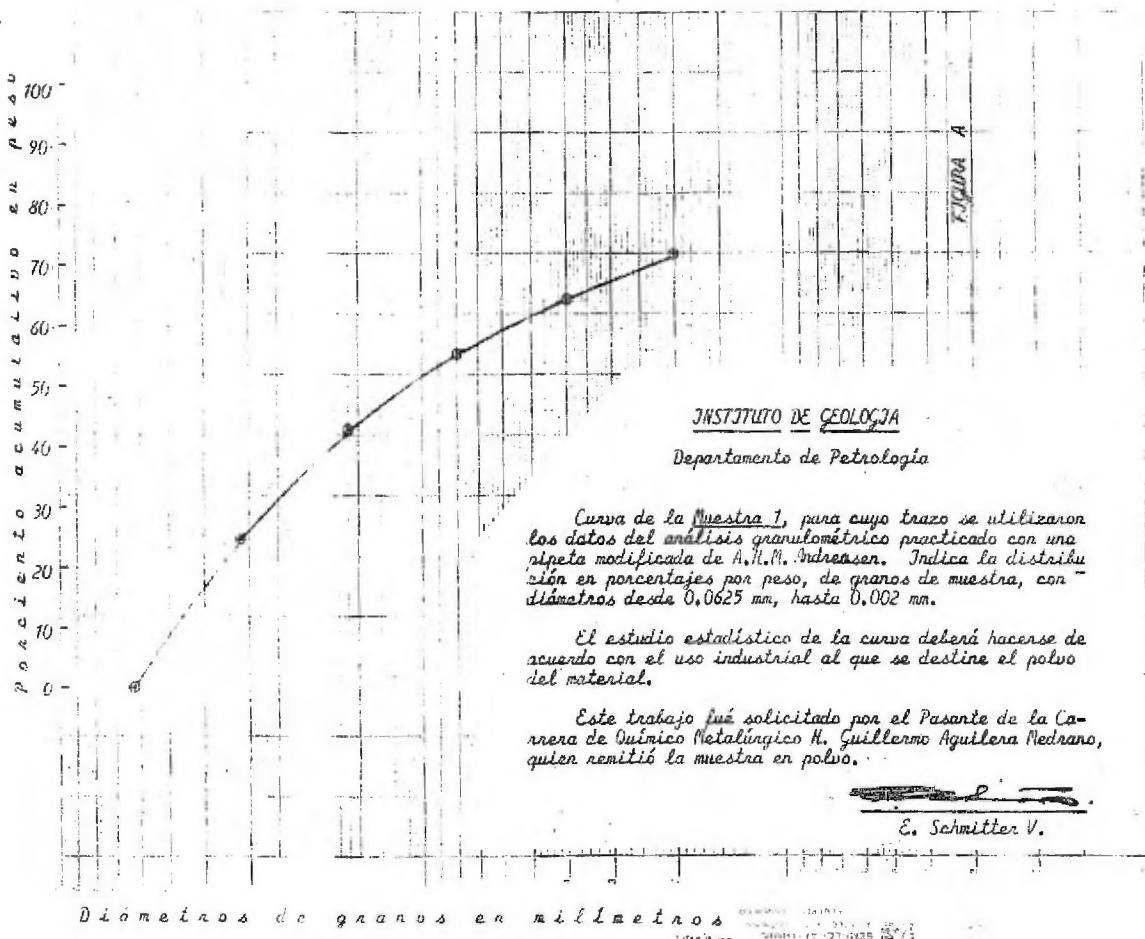 Porciento acumulativo en peso
100
90
80
70
60
50
40
30
20
10
0
FIGURA A
INSTITUTO DE GEOLOGIA
Departamento de Petrología
Curva de la Muestra 1, para cuyo trazo se utilizaron
los datos del análisis granulométrico practicado con una
pipeta modificada de A.H.M. Andreasen. Indica la distribu
ción en porcentajes por peso, de granos de muestra, con
diámetros desde 0.0625 mm, hasta 0.002 mm.
El estudio estadístico de la curva deberá hacerse de
acuerdo con el uso industrial al que se destine el polvo
del material.
Este trabajo fué solicitado por el Pasante de la Ca-
rrera de Químico Metalúrgico H. Guillermo Aguilera Medrano,
quien remitió la muestra en polvo.
E. Schmitter V.
Diámetros de granos en milímetros